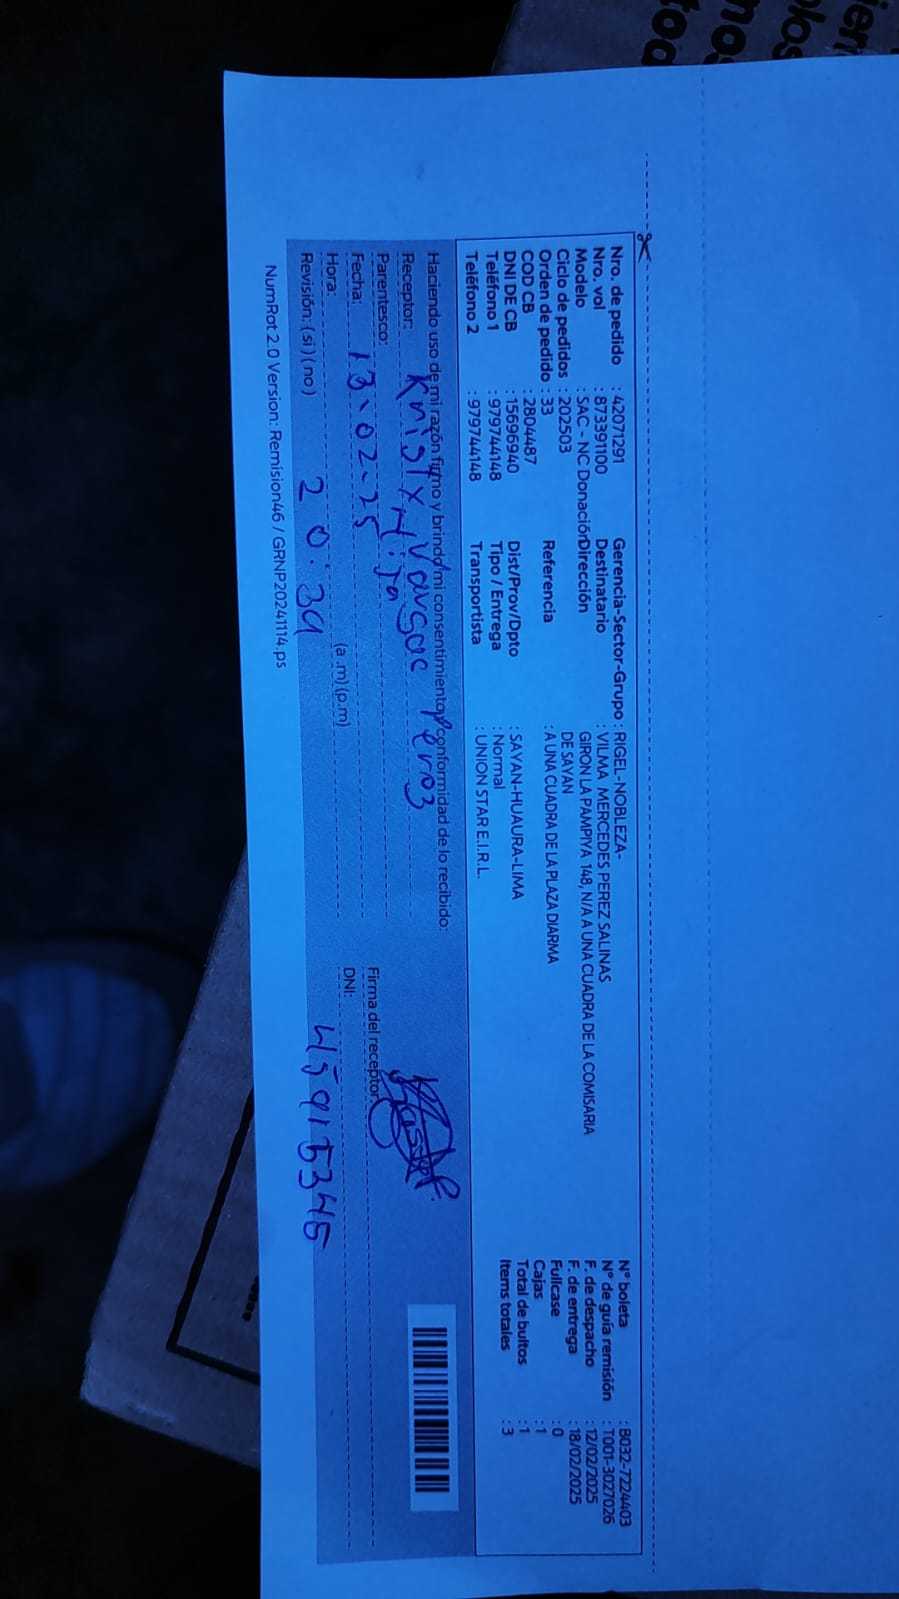 Nro. de pedido : 42071291 Gerencia-Sector-Grupo : RIGEL-NOBLEZA- N° boleta : B032-7224403
Nro. vol : 873391100 Destinatario : VILMA MERCEDES PEREZ SALINAS N° de guía remisión : T001-3027026
Modelo : SAC - NC Donación Dirección GIRON LA PAMPIYA 148, N/A A UNA CUADRA DE LA COMISARIA F. de despacho : 12/02/2025
Ciclo de pedidos : 202503 DE SAYAN F. de entrega : 18/02/2025
Orden de pedido : 33 Referencia : A UNA CUADRA DE LA PLAZA DIARMA Fullcase : 0
COD CB : 2804487 Cajas : 1
DNI DE CB : 15696940 Dist/Prov/Dpto : SAYAN-HUAURA-LIMA Total de bultos : 1
Teléfono 1 : 979744148 Tipo / Entrega : Normal Items totales : 3
Teléfono 2 : 979744148 Transportista : UNION STAR E.I.R.L.
Haciendo uso de mi razón firmo y brindo mi consentimiento y conformidad de lo recibido:
Receptor: Vargas
Parentesco: Hija
Fecha: 13-02-25
Hora: 20:39 (a.m) (p.m)
Revisión: (si) (no)
Firma del receptor:
DNI: 45915345
NumRot 2.0 Version: Remision46 / GRNP20241114.ps